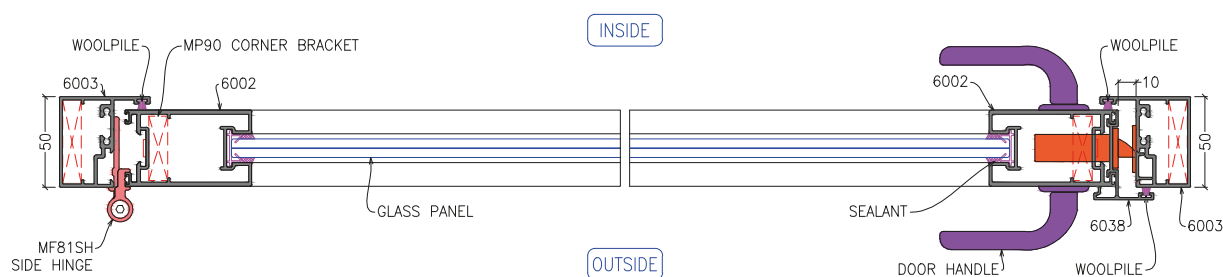 INSIDE
WOOLPILE
MP90 CORNER BRACKET
WOOLPILE
6003
6002
6002
10
50
50
GLASS PANEL
SEALANT
6038
6003
MF81SH
SIDE HINGE
OUTSIDE
DOOR HANDLE
WOOLPILE